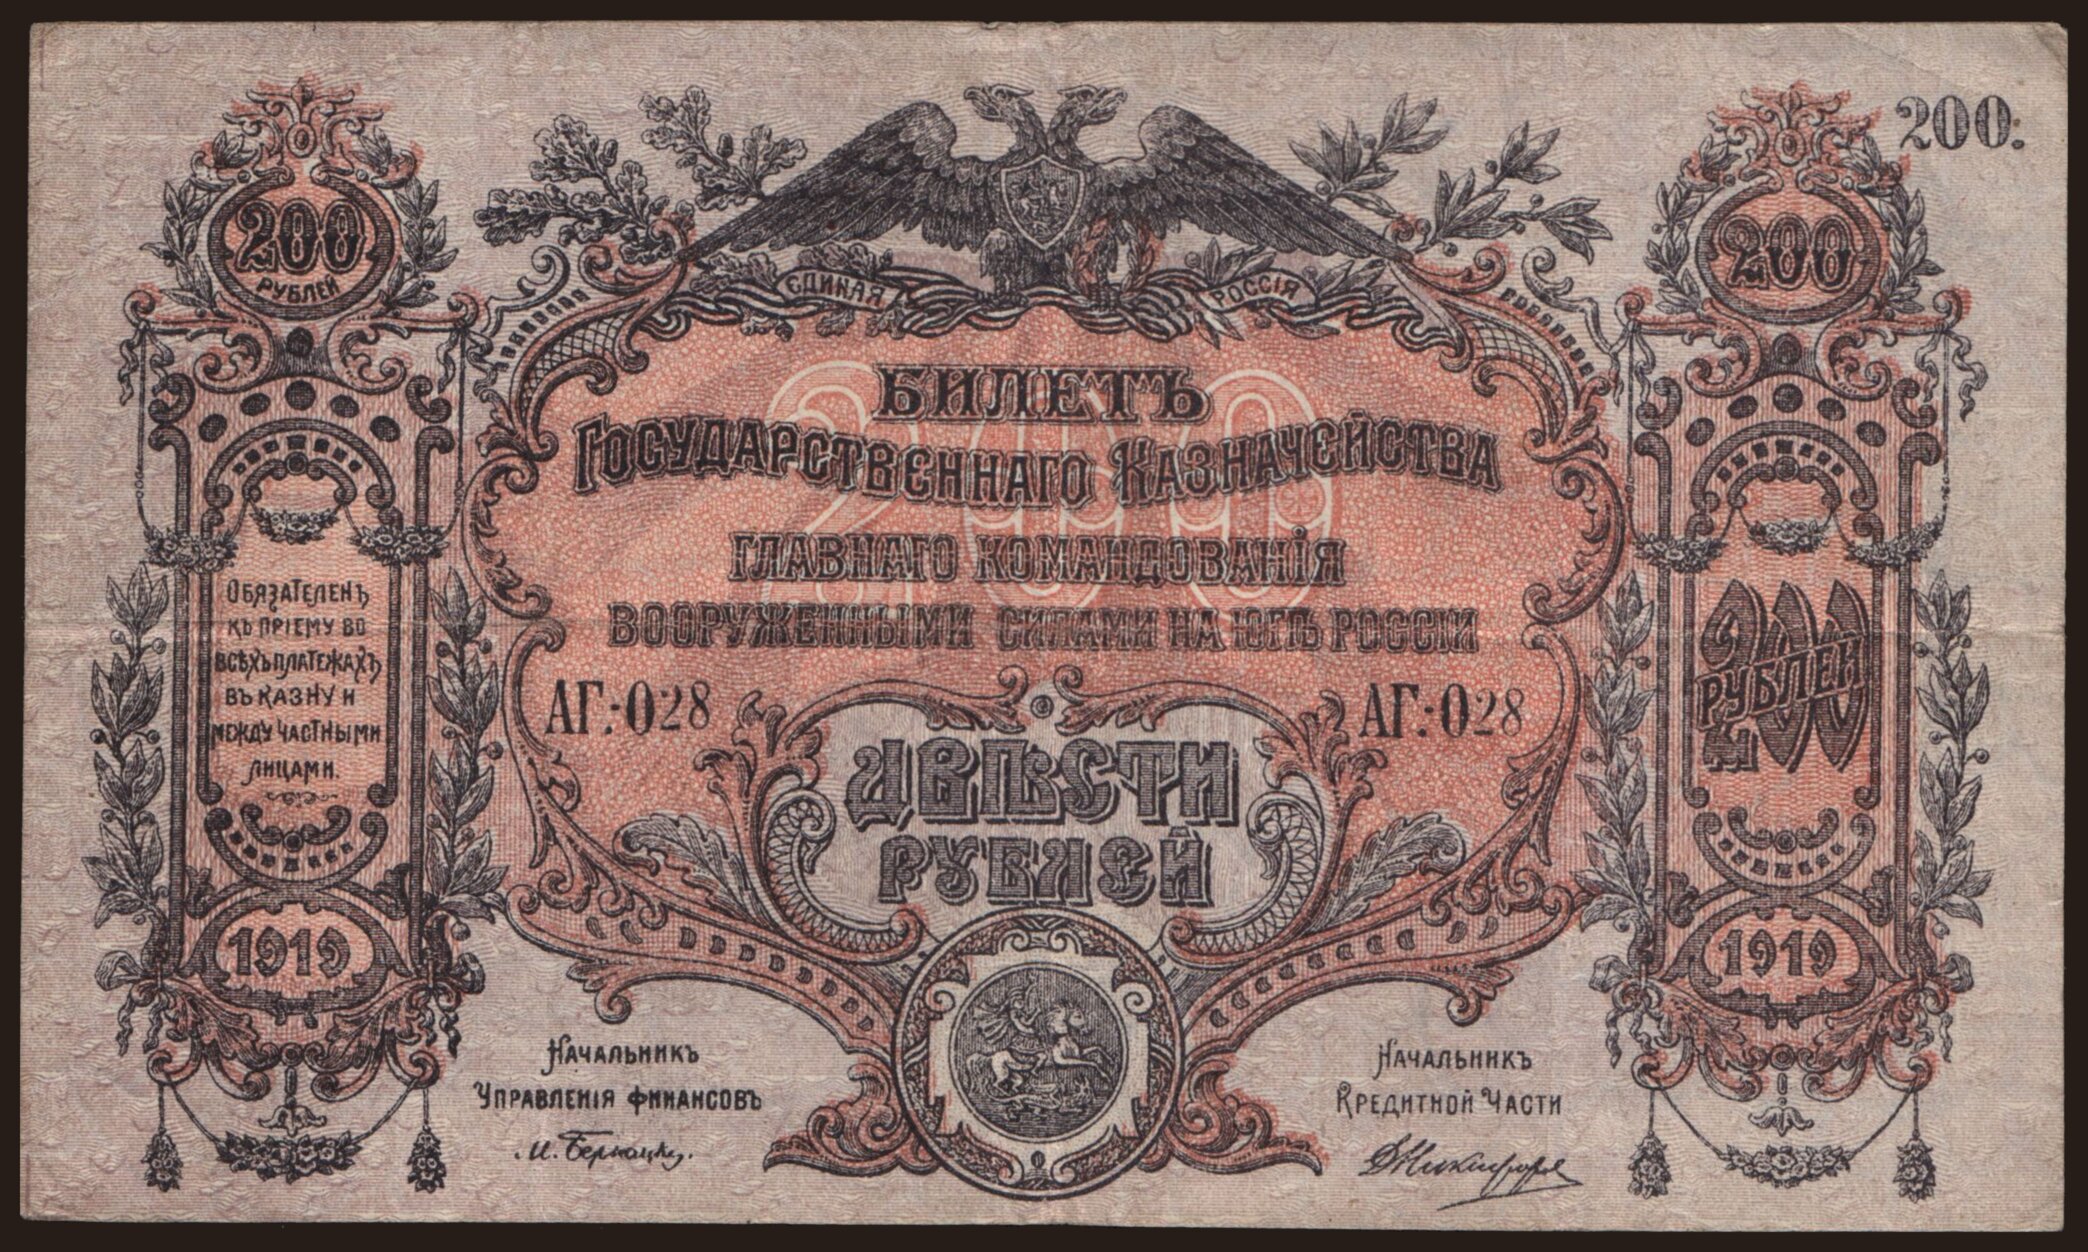 200.
200
РУБЛЕЙ
ЕДИНАЯ РОССІЯ
200
БИЛЕТЪ
ГОСУДАРСТВЕННАГО КАЗНАЧЕЙСТВА
ГЛАВНАГО КОМАНДОВАНІЯ
ВООРУЖЕННЫМИ СИЛАМИ НА ЮГѢ РОССІИ
200
ОБЯЗАТЕЛЕНЪ
КЪ ПРІЕМУ ВО
ВСѢХЪ ПЛАТЕЖАХЪ
ВЪ КАЗНУ И
МЕЖДУ ЧАСТНЫМИ
ЛИЦАМИ.
АГ:-028 АГ:-028
ДВѢСТИ
РУБЛЕЙ
200
РУБЛЕЙ
1919
1919
НАЧАЛЬНИКЪ
УПРАВЛЕНІЯ ФИНАНСОВЪ
М. Бернацкій.
НАЧАЛЬНИКЪ
КРЕДИТНОЙ ЧАСТИ